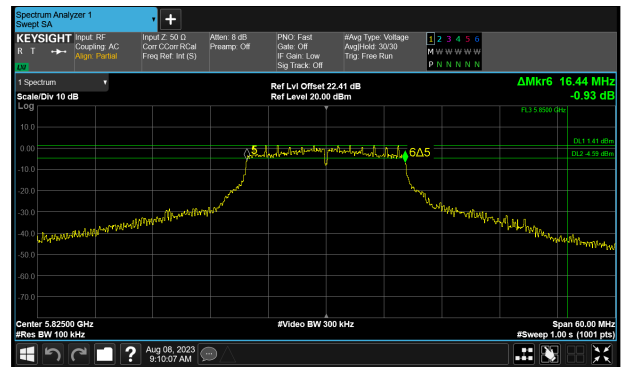 Spectrum Analyzer 1
Swept SA
+
KEYSIGHT Input: RF Input Z: 50 Ω Atten: 8 dB PNO: Fast #Avg Type: Voltage 1 2 3 4 5 6
R T Coupling: AC Corr CCorr RCal Preamp: Off Gate: Off Avg|Hold: 30/30 M W W W W W
Align: Partial Freq Ref: Int (S) IF Gain: Low Trig: Free Run P N N N N N
Sig Track: Off
LXI
1 Spectrum ΔMkr6 16.44 MHz
Ref Lvl Offset 22.41 dB
Scale/Div 10 dB Ref Level 20.00 dBm -0.93 dB
Log
FL3 5.8500 GHz
10.0
DL1 1.41 dBm
0.00 5 6Δ5
DL2 -4.59 dBm
-10.0
-20.0
-30.0
-40.0
-50.0
-60.0
-70.0
Center 5.82500 GHz #Video BW 300 kHz Span 60.00 MHz
#Res BW 100 kHz #Sweep 1.00 s (1001 pts)
? Aug 08, 2023
9:10:07 AM